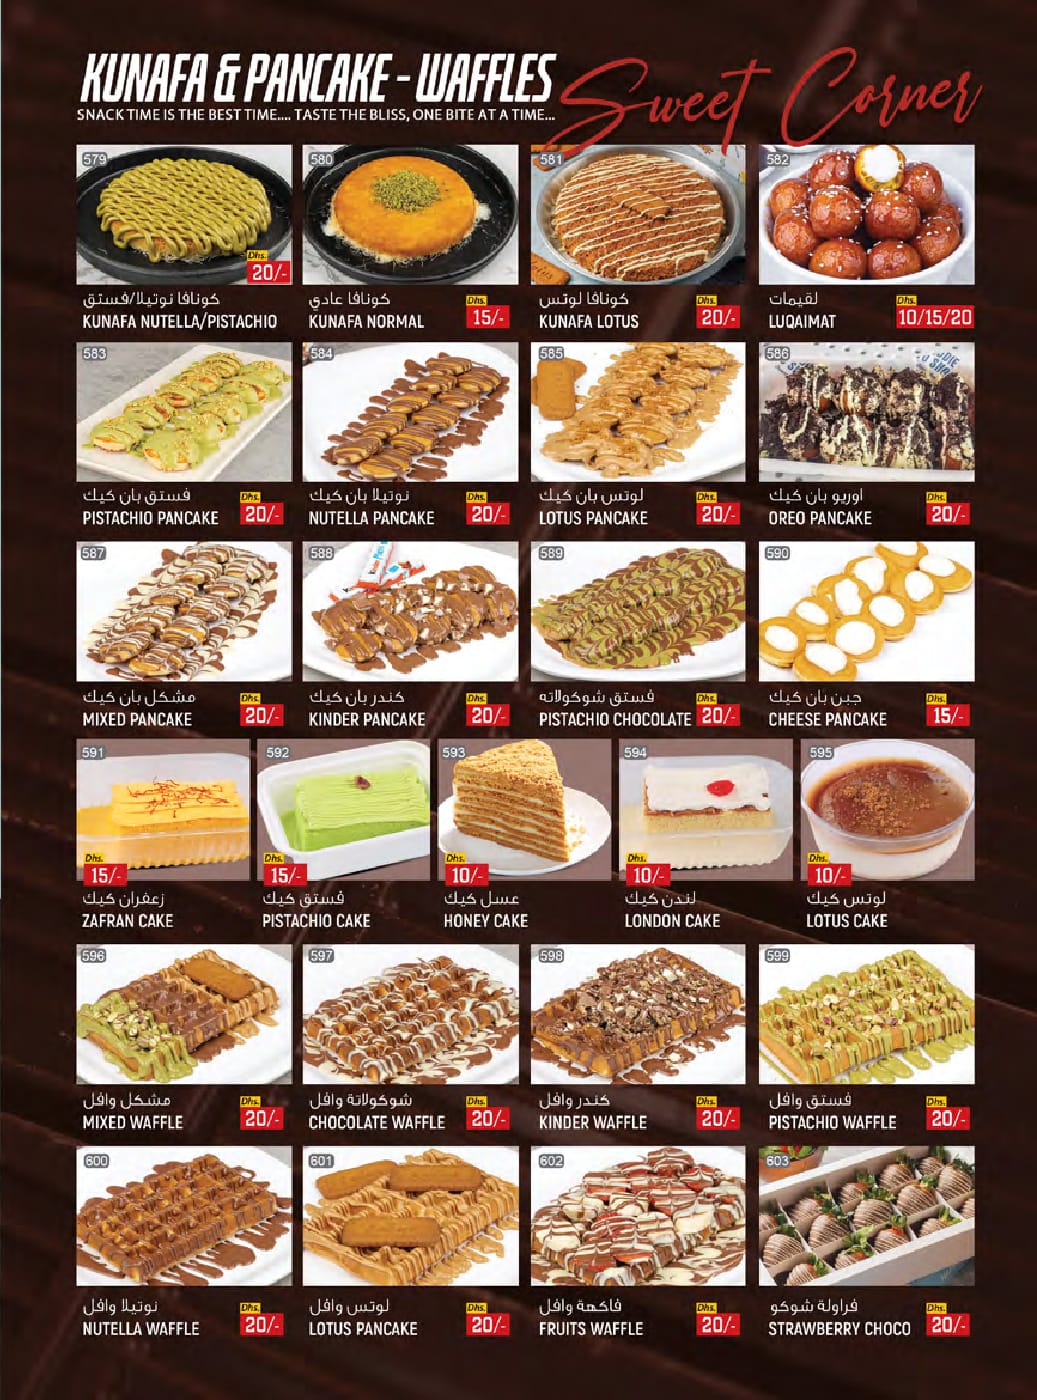 KUNAFA & PANCAKE - WAFFLES
Sweet Corner
SNACK TIME IS THE BEST TIME.... TASTE THE BLISS, ONE BITE AT A TIME...
579
Dhs.
20/-
كونافا نوتيلا/فستق
KUNAFA NUTELLA/PISTACHIO
580
كونافا عادي
KUNAFA NORMAL
Dhs.
15/-
581
كونافا لوتس
KUNAFA LOTUS
Dhs.
20/-
582
لقيمات
LUQAIMAT
Dhs.
10/15/20
583
فستق بان كيك
PISTACHIO PANCAKE
Dhs.
20/-
584
نوتيلا بان كيك
NUTELLA PANCAKE
Dhs.
20/-
585
لوتس بان كيك
LOTUS PANCAKE
Dhs.
20/-
586
اوريو بان كيك
OREO PANCAKE
Dhs.
20/-
587
مشكل بان كيك
MIXED PANCAKE
Dhs.
20/-
588
كندر بان كيك
KINDER PANCAKE
Dhs.
20/-
589
فستق شوكولاته
PISTACHIO CHOCOLATE
Dhs.
20/-
590
جبن بان كيك
CHEESE PANCAKE
Dhs.
15/-
591
Dhs.
15/-
زعفران كيك
ZAFRAN CAKE
592
Dhs.
15/-
فستق كيك
PISTACHIO CAKE
593
Dhs.
10/-
عسل كيك
HONEY CAKE
594
Dhs.
10/-
لندن كيك
LONDON CAKE
595
Dhs.
10/-
لوتس كيك
LOTUS CAKE
596
مشكل وافل
MIXED WAFFLE
Dhs.
20/-
597
شوكولاتة وافل
CHOCOLATE WAFFLE
Dhs.
20/-
598
كندر وافل
KINDER WAFFLE
Dhs.
20/-
599
فستق وافل
PISTACHIO WAFFLE
Dhs.
20/-
600
نوتيلا وافل
NUTELLA WAFFLE
Dhs.
20/-
601
لوتس وافل
LOTUS PANCAKE
Dhs.
20/-
602
فاكهة وافل
FRUITS WAFFLE
Dhs.
20/-
603
فراولة شوكو
STRAWBERRY CHOCO
Dhs.
20/-